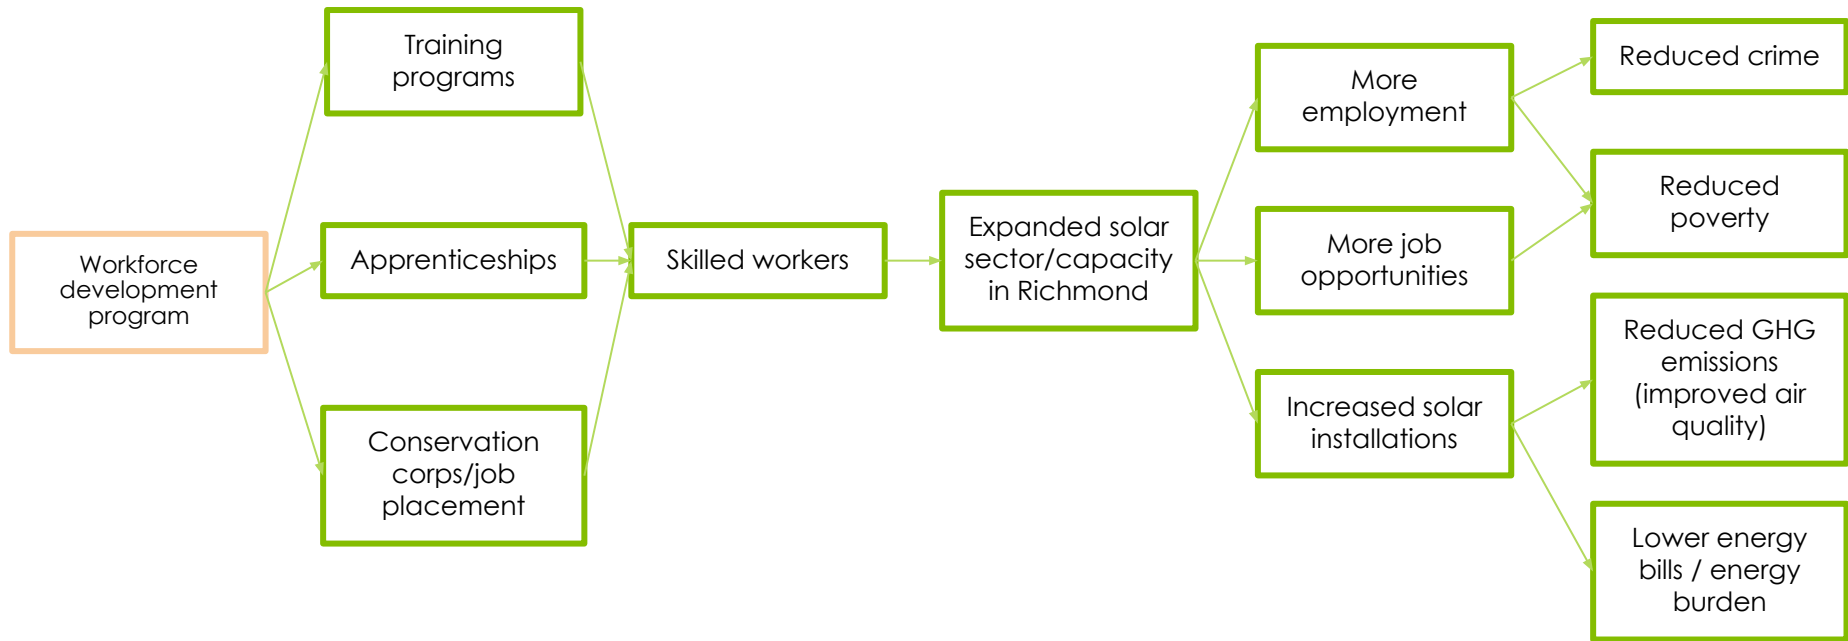 Workforce
development
program
Training
programs
Apprenticeships
Conservation
corps/job
placement
Skilled workers
Expanded solar
sector/capacity
in Richmond
More
employment
More job
opportunities
Increased solar
installations
Reduced crime
Reduced
poverty
Reduced GHG
emissions
(improved air
quality)
Lower energy
bills / energy
burden